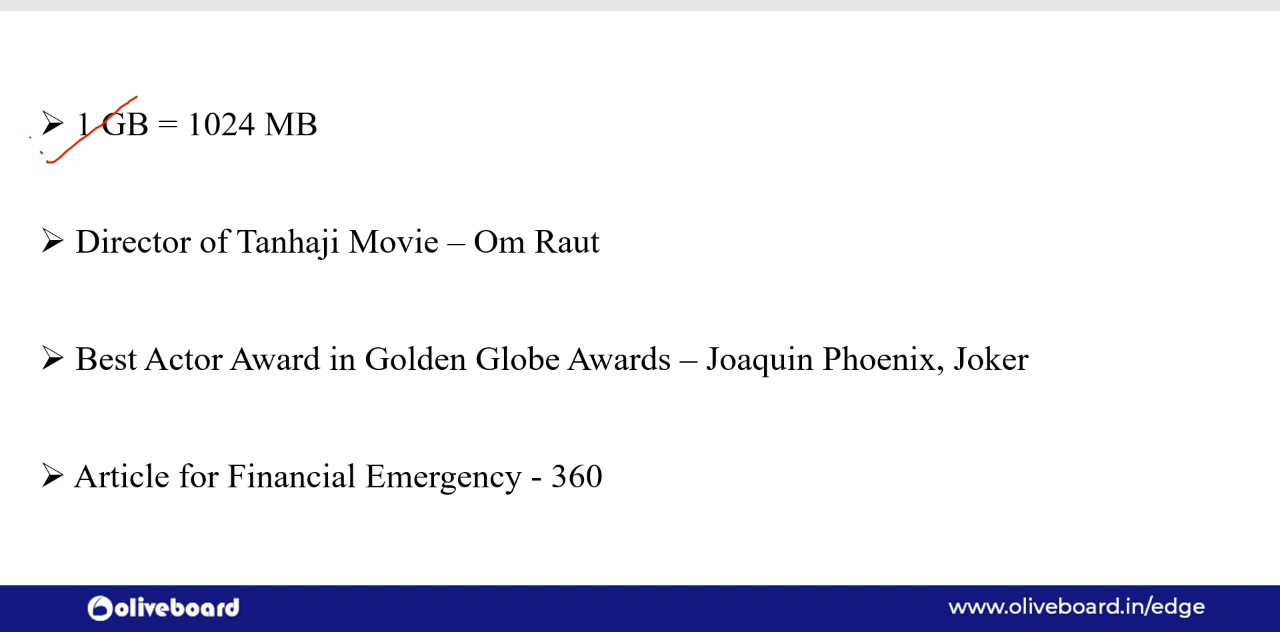 ➢ 1 GB = 1024 MB
➢ Director of Tanhaji Movie – Om Raut
➢ Best Actor Award in Golden Globe Awards – Joaquin Phoenix, Joker
➢ Article for Financial Emergency - 360
oliveboard
www.oliveboard.in/edge